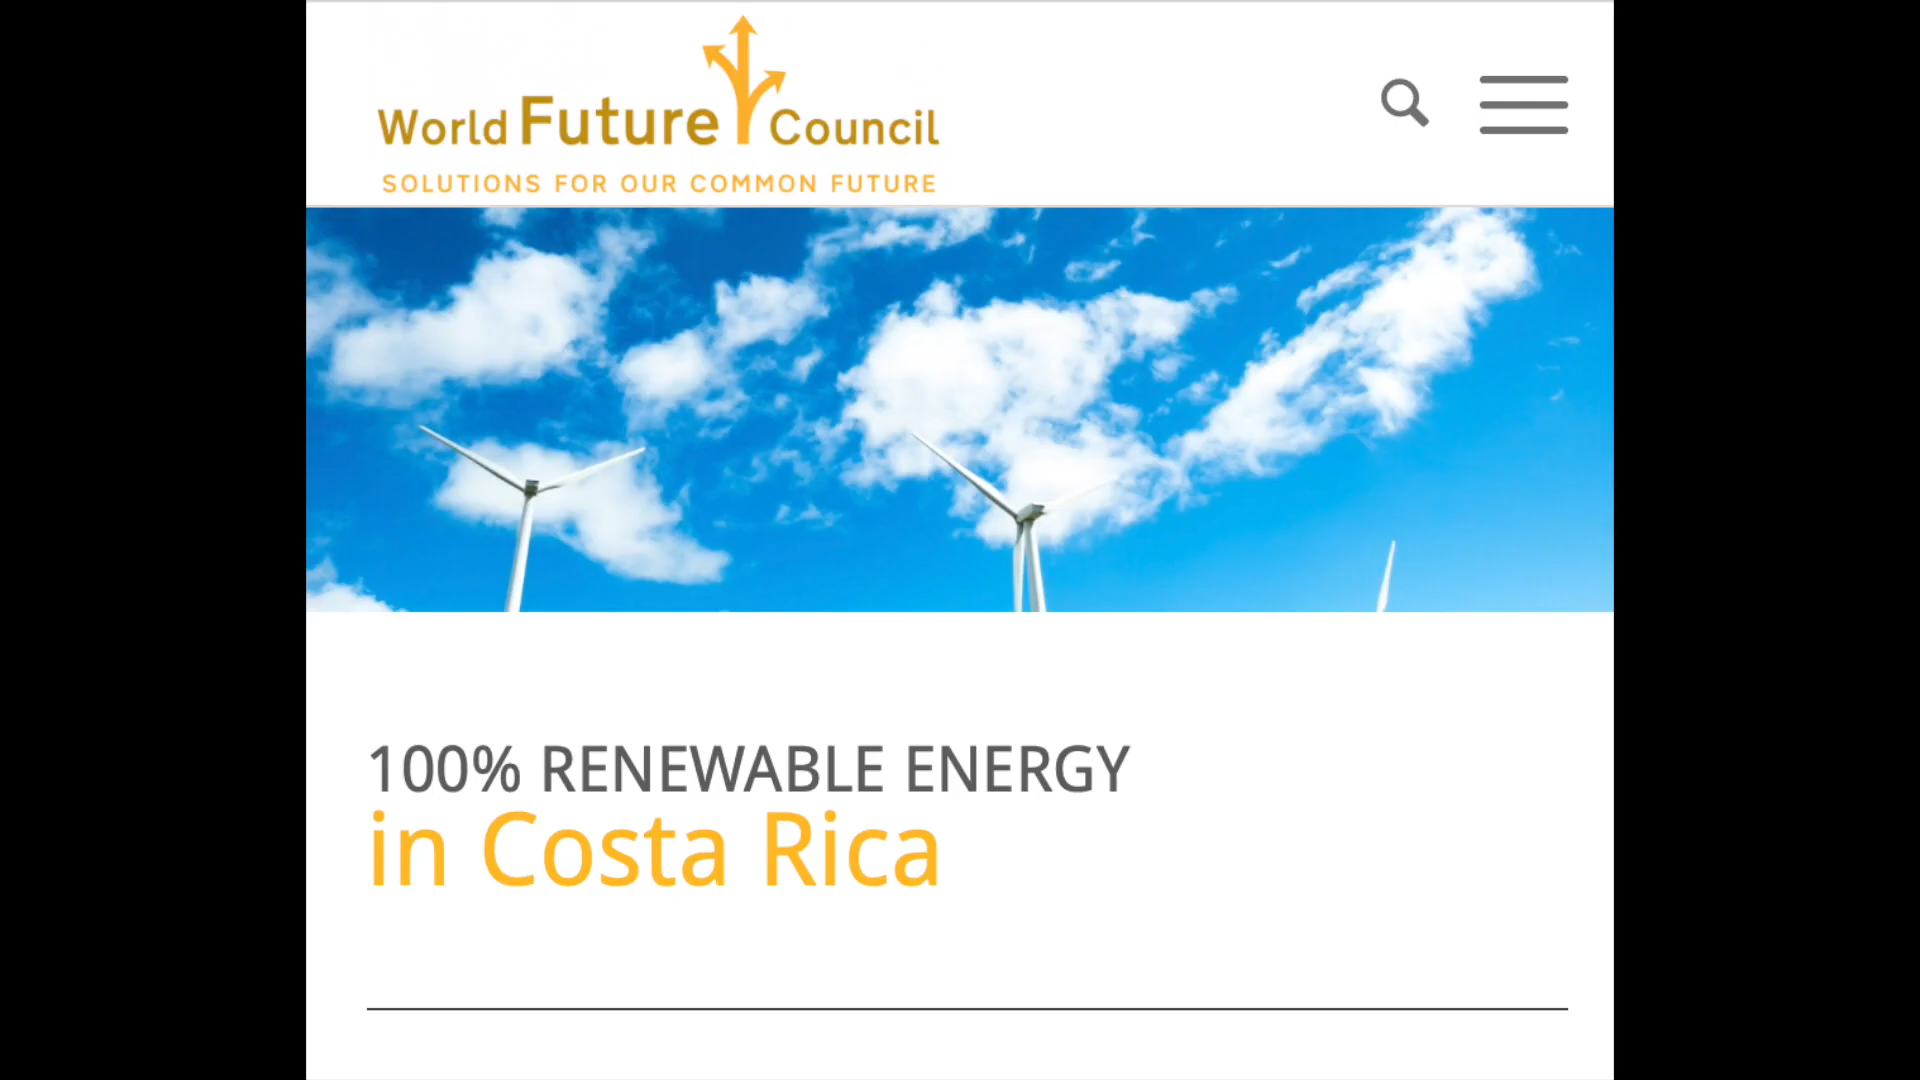 World Future Council
SOLUTIONS FOR OUR COMMON FUTURE
100% RENEWABLE ENERGY
in Costa Rica